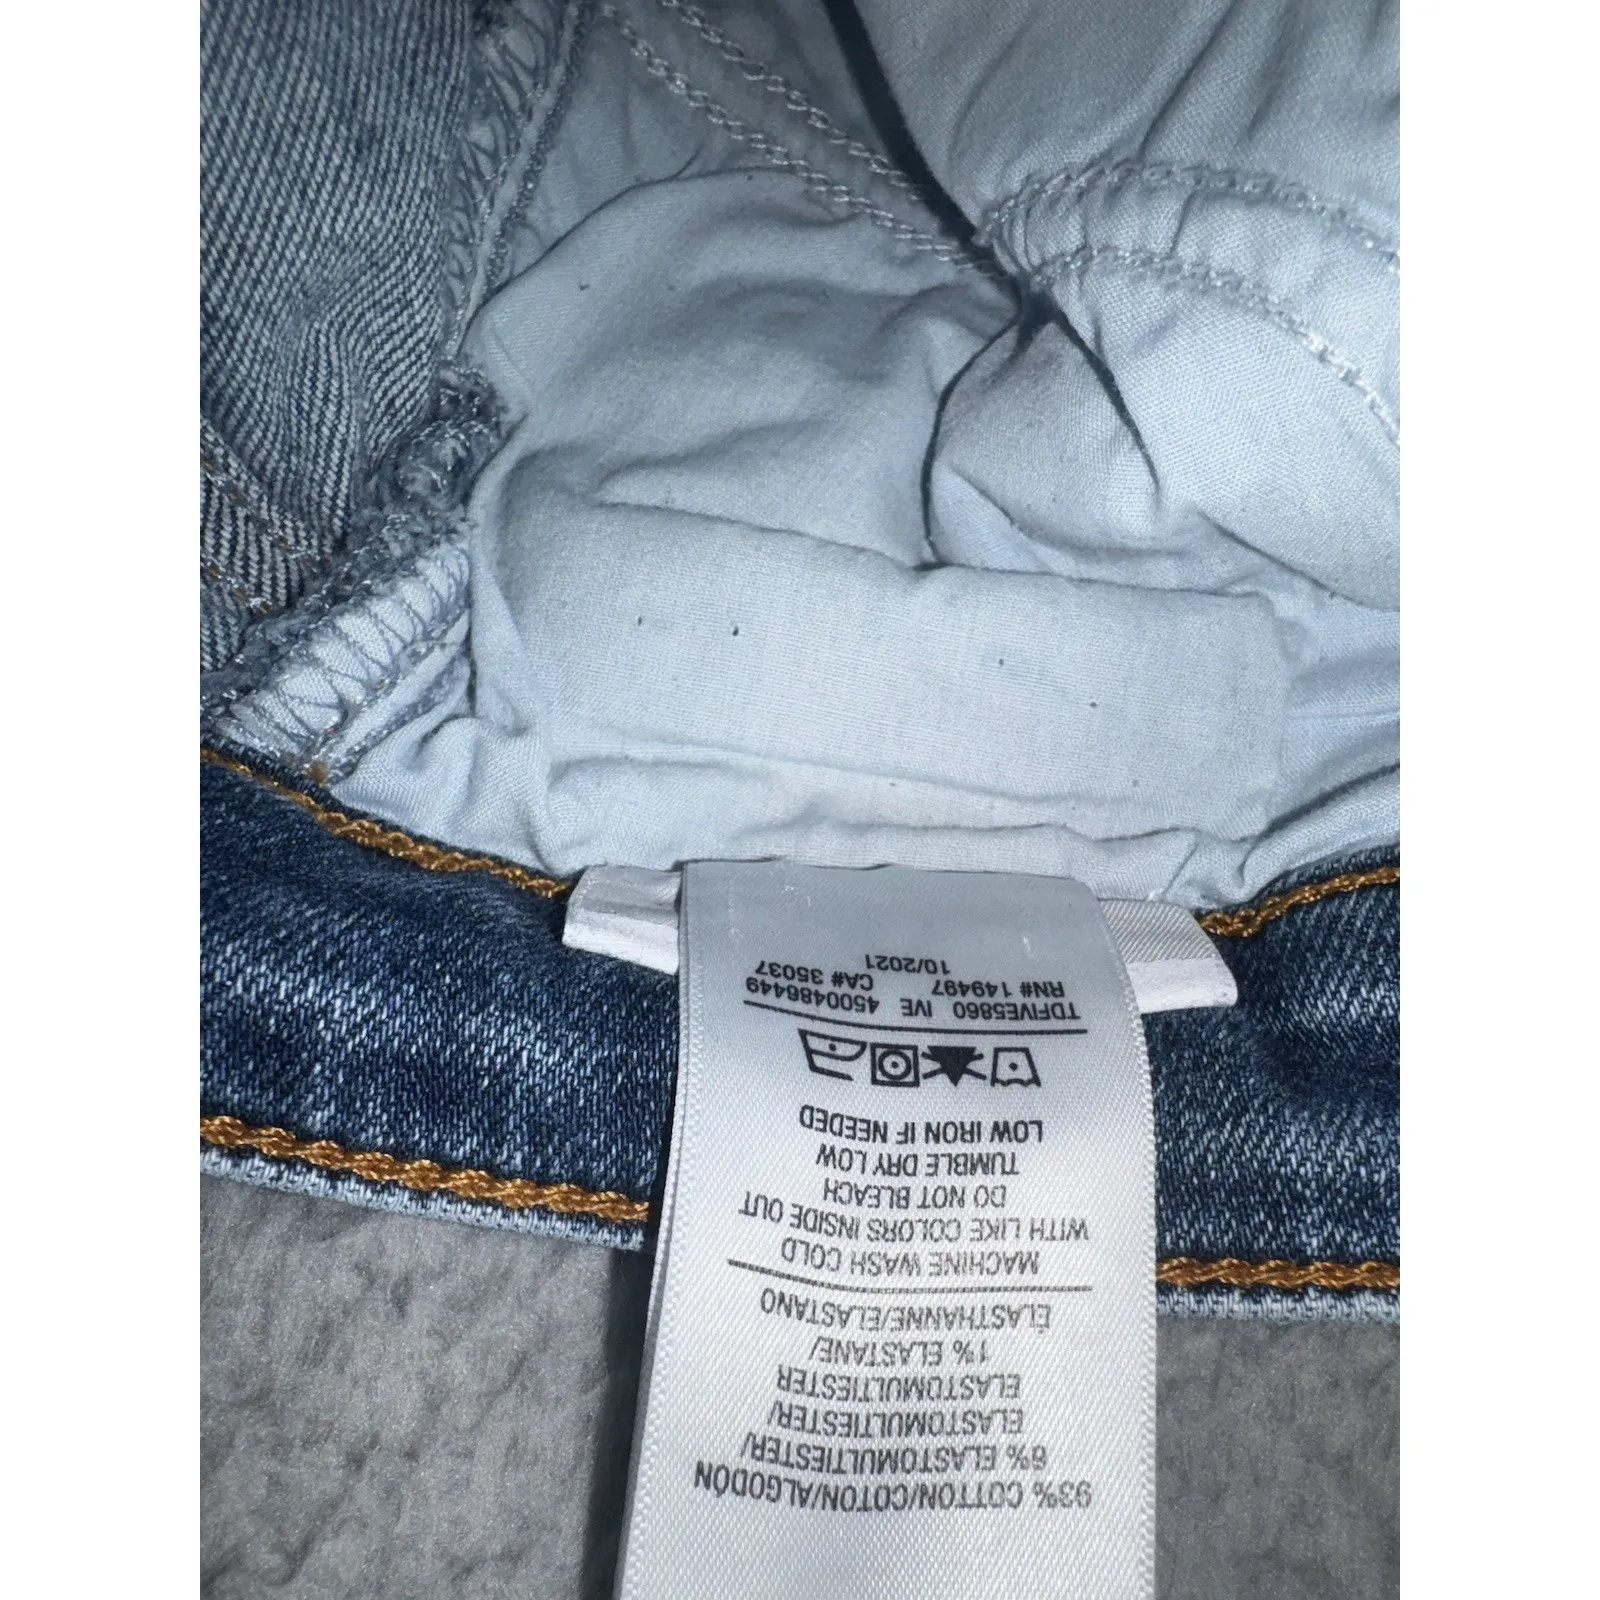 93% COTTON/COTON/ALGODÓN
6% ELASTOMULTIESTER/
ELASTOMULTIESTER/
ELASTOMULTIESTER
1% ELASTANE/
ÉLASTHANNE/ELASTANO
MACHINE WASH COLD
WITH LIKE COLORS INSIDE OUT
DO NOT BLEACH
TUMBLE DRY LOW
LOW IRON IF NEEDED
TDFIVE5860 IVE 4500486449
RN# 149497 CA# 35037
10/2021